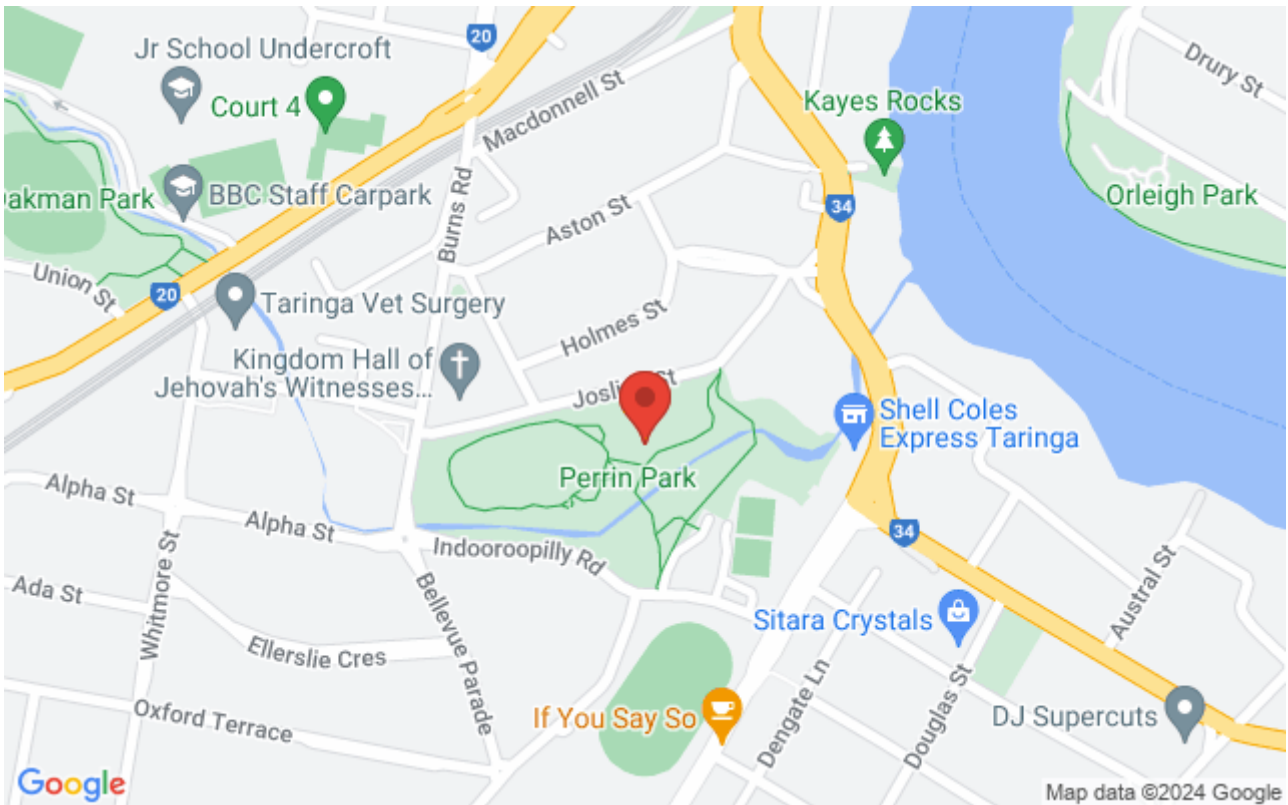 20
Jr School Undercroft
Court 4
Macdonnell St
Drury St
Kayes Rocks
BBC Staff Carpark
Burns Rd
Aston St
34
Orleigh Park
Union St
20
Taringa Vet Surgery
Holmes St
Kingdom Hall of
Jehovah's Witnesses...
St
Shell Coles
Express Taringa
Perrin Park
Alpha St
Alpha St
Indooroopilly Rd
34
Whitmore St
Ada St
Bellevue Parade
Ellerslie Cres
Sitara Crystals
Austral St
Oxford Terrace
If You Say So
Dengate Ln
Douglas St
DJ Supercuts
Google
Map data ©2024 Google